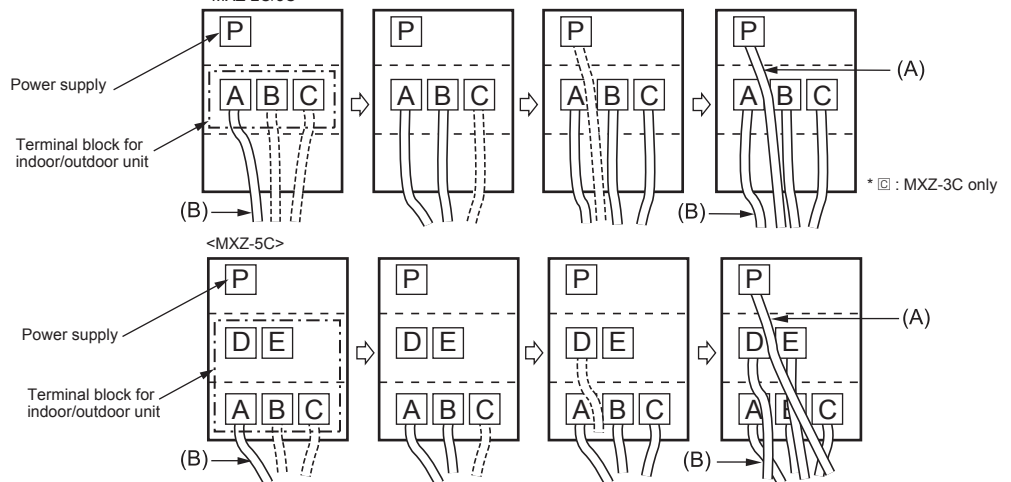 P P P P
Power supply
(A)
A B C A B C A B C A B C
Terminal block for
indoor/outdoor unit
* C : MXZ-3C only
(B) (B)
<MXZ-5C>
P P P P
Power supply
(A)
D E D E D E D E
Terminal block for
indoor/outdoor unit
A B C A B C A B C A B C
(B) (B)